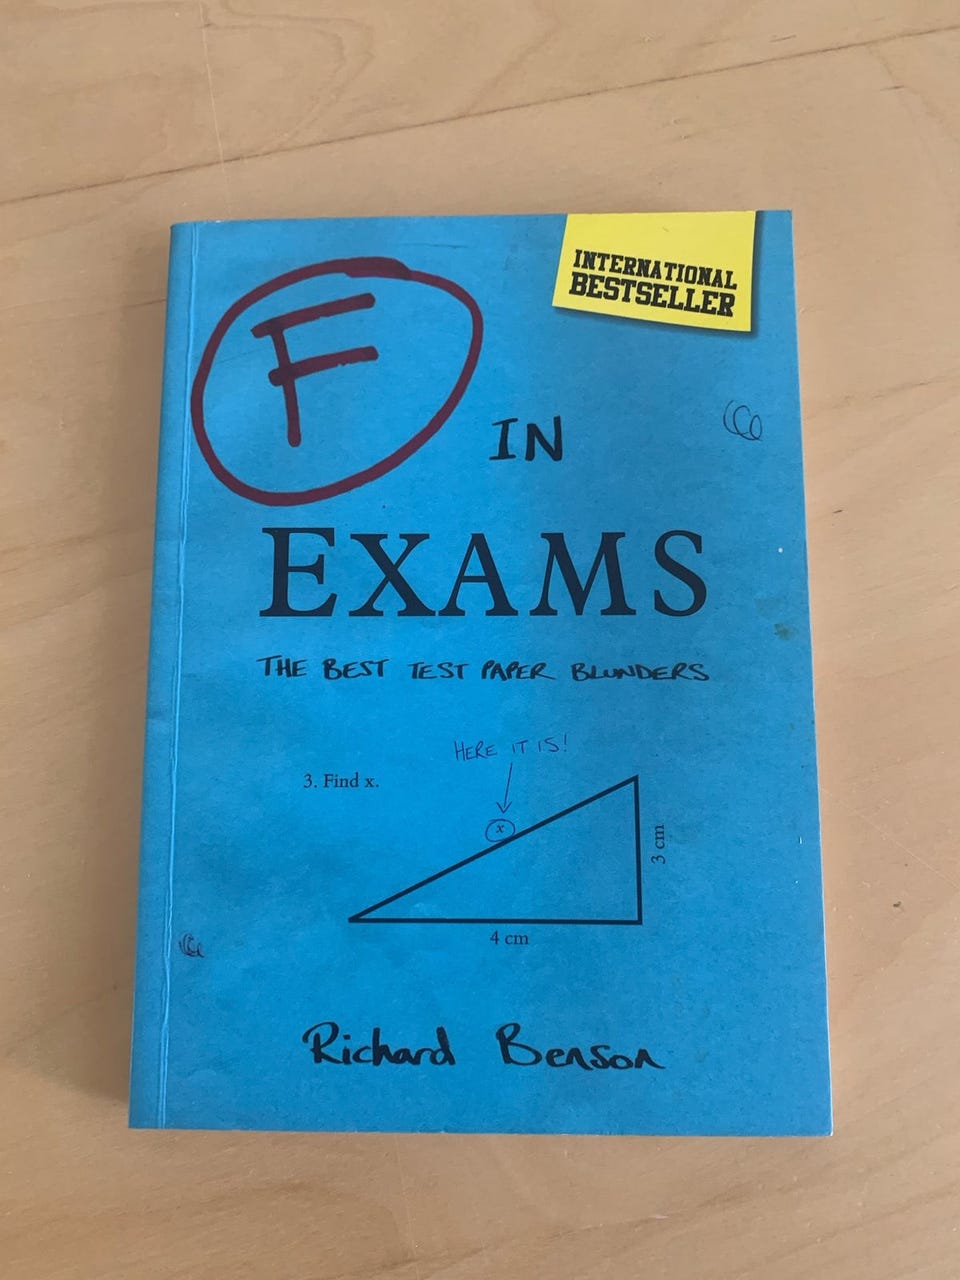 INTERNATIONAL
BESTSELLER
F
IN
EXAMS
THE BEST TEST PAPER BLUNDERS
HERE IT IS!
3. Find x.
x
3 cm
4 cm
Richard Benson